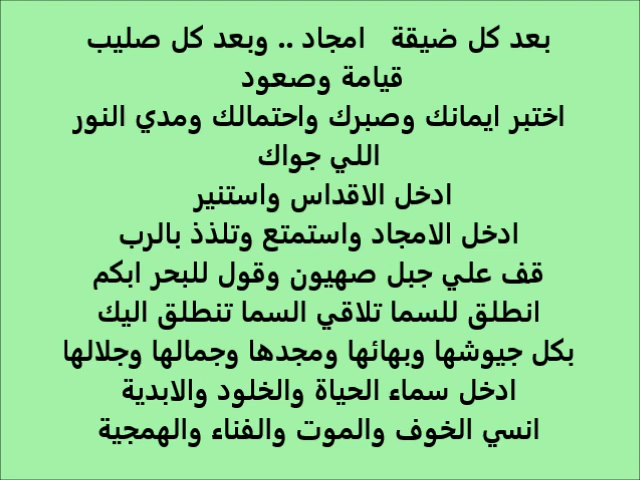 بعد كل ضيقة امجاد .. وبعد كل صليب
قيامة وصعود
اختبر ايمانك وصبرك واحتمالك ومدي النور
اللي جواك
ادخل الاقداس واستنير
ادخل الامجاد واستمتع وتلذذ بالرب
قف علي جبل صهيون وقول للبحر ابكم
انطلق للسما تلاقي السما تنطلق اليك
بكل جيوشها وبهائها ومجدها وجمالها وجلالها
ادخل سماء الحياة والخلود والابدية
انسي الخوف والموت والفناء والهمجية